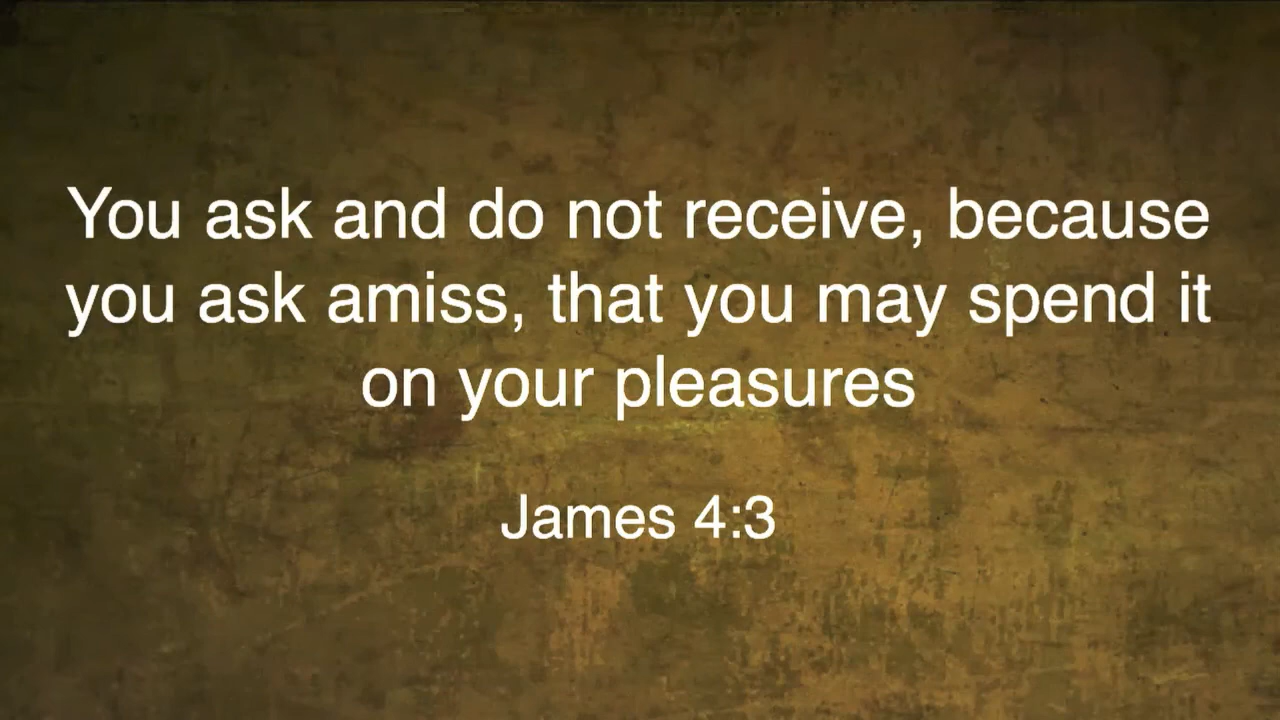 You ask and do not receive, because
you ask amiss, that you may spend it
on your pleasures
James 4:3